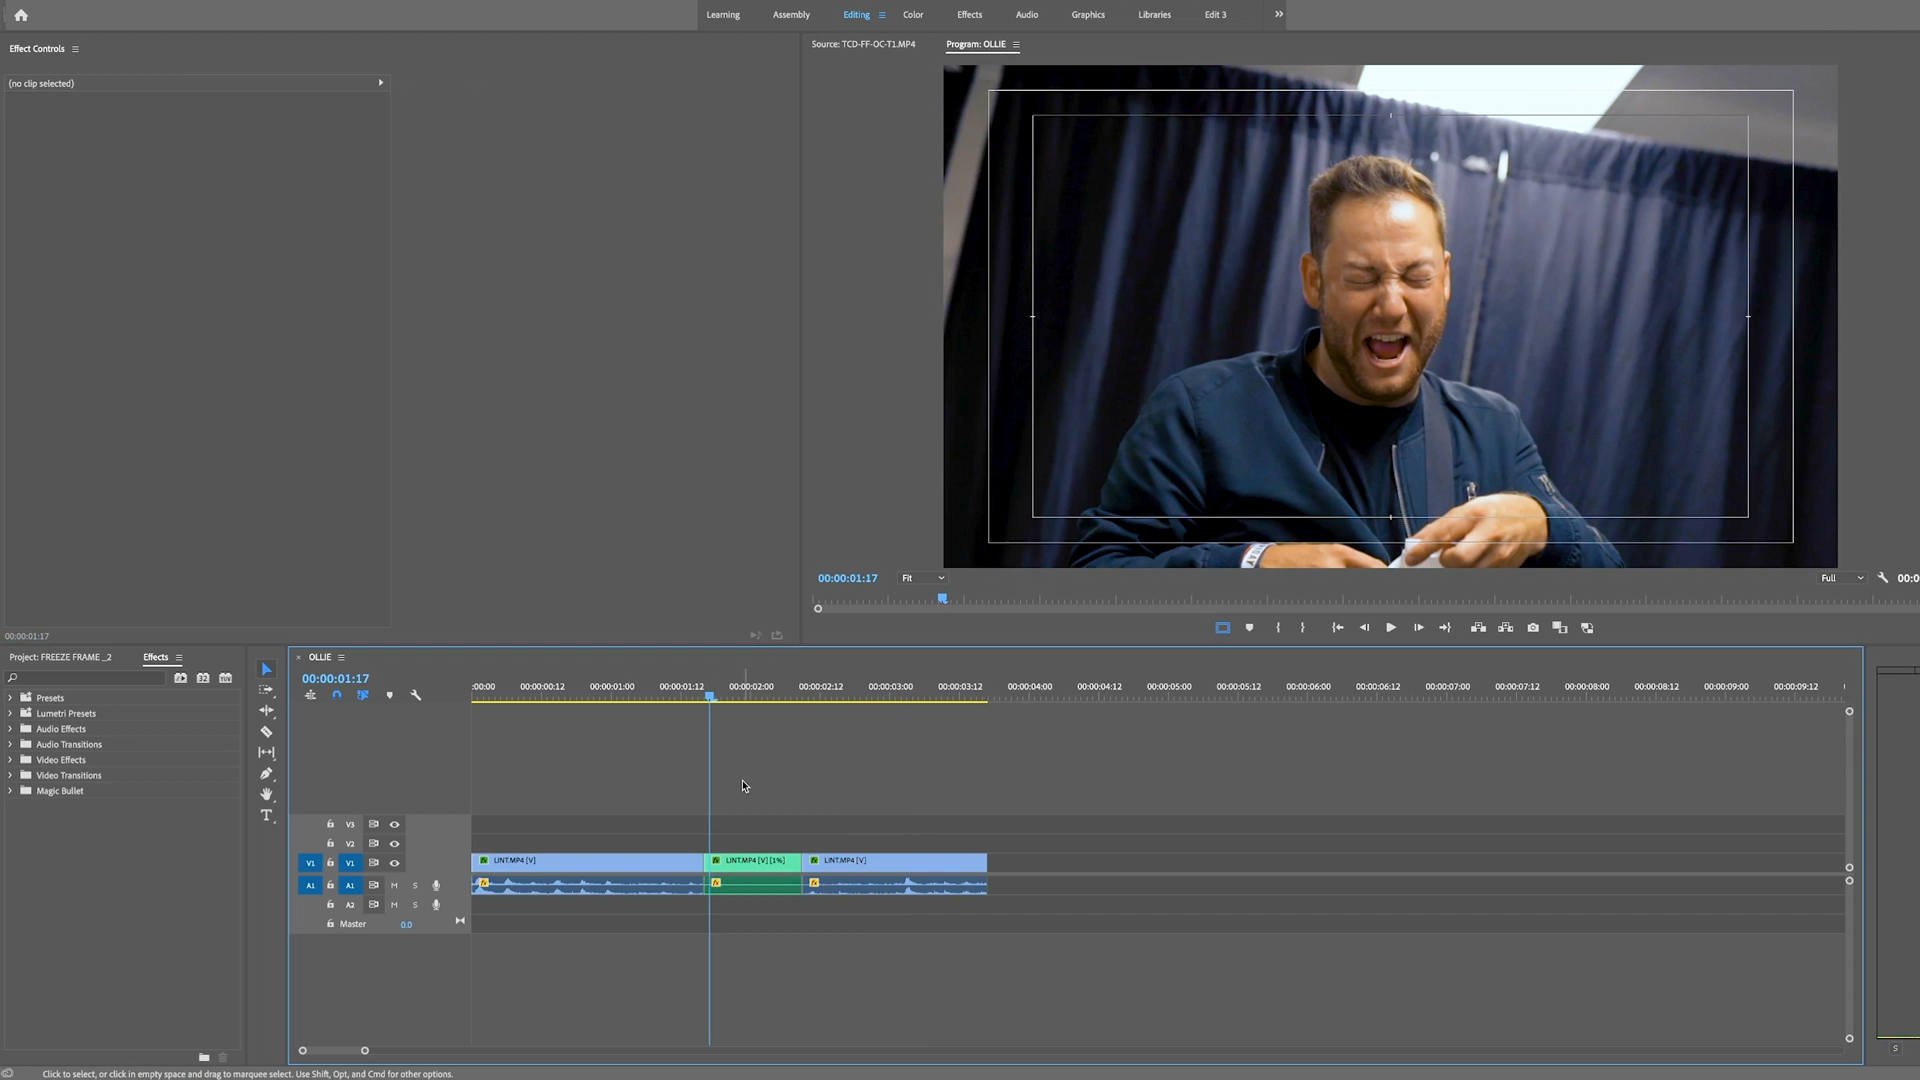 Learning Assembly Editing Color Effects Audio Graphics Libraries Edit 3
Effect Controls
(no clip selected)
00:00:01:17
Source: TCD-FF-OC-T1.MP4 Program: OLLIE
00:00:01:17 Fit Full 00:0
Project: FREEZE FRAME _2 Effects
Presets
Lumetri Presets
Audio Effects
Audio Transitions
Video Effects
Video Transitions
Magic Bullet
OLLIE
00:00:01:17
:00:00 00:00:00:12 00:00:01:00 00:00:01:12 00:00:02:00 00:00:02:12 00:00:03:00 00:00:03:12 00:00:04:00 00:00:04:12 00:00:05:00 00:00:05:12 00:00:06:00 00:00:06:12 00:00:07:00 00:00:07:12 00:00:08:00 00:00:08:12 00:00:09:00 00:00:09:12
V3
V2
V1 V1 fx LINT.MP4 [V] fx LINT.MP4 [V] [1%] fx LINT.MP4 [V]
A1 A1 M S fx fx fx
A2 M S
Master 0.0
S
Click to select, or click in empty space and drag to marquee select. Use Shift, Opt, and Cmd for other options.